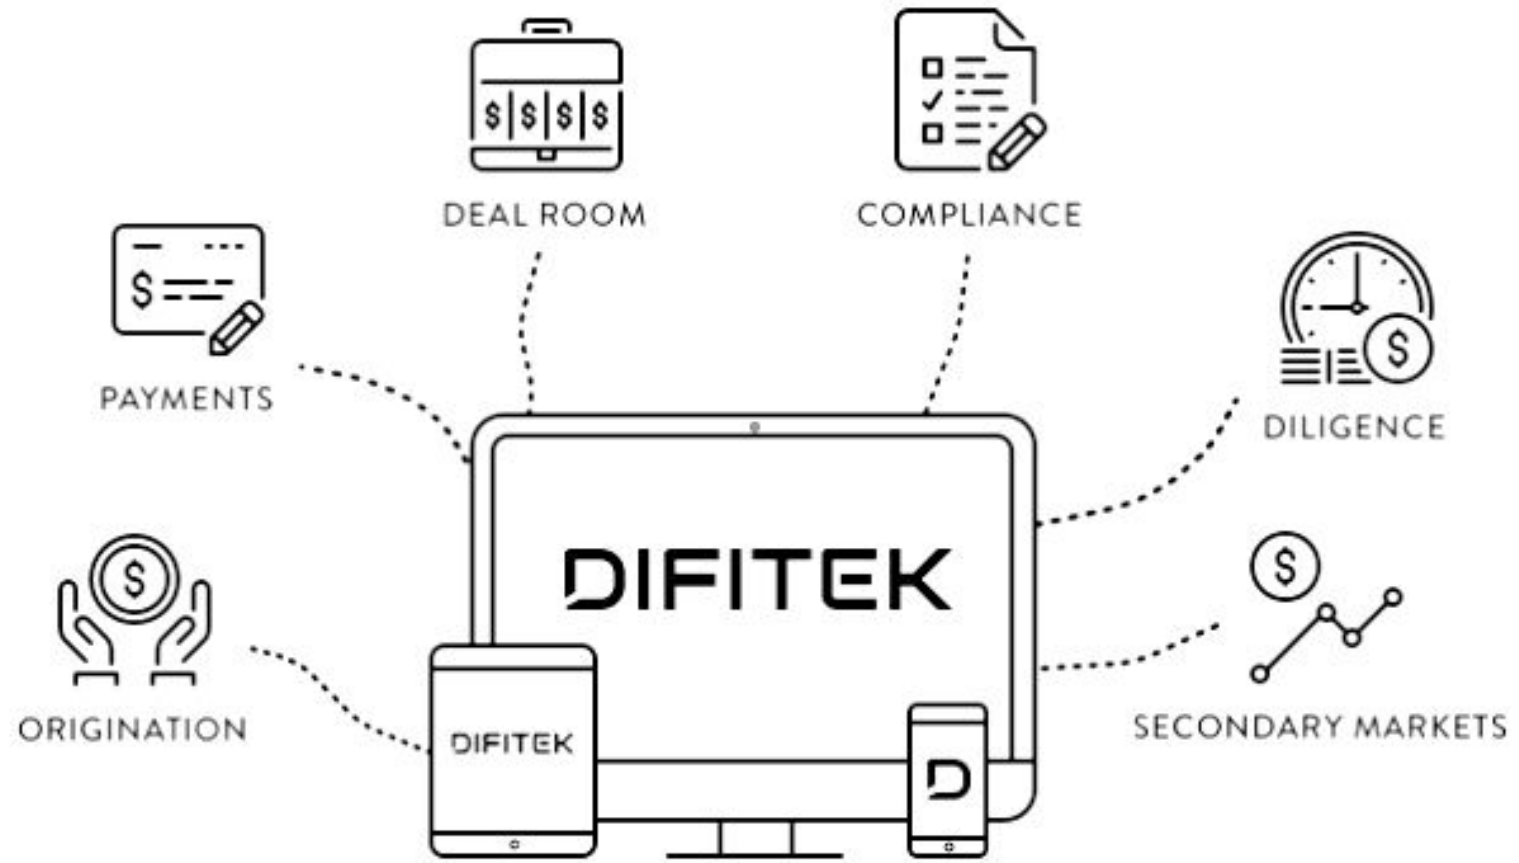 $ $ $ $
DEAL ROOM
COMPLIANCE
$
PAYMENTS
$
DILIGENCE
DIFITEK
$
ORIGINATION
$
SECONDARY MARKETS
DIFITEK
D